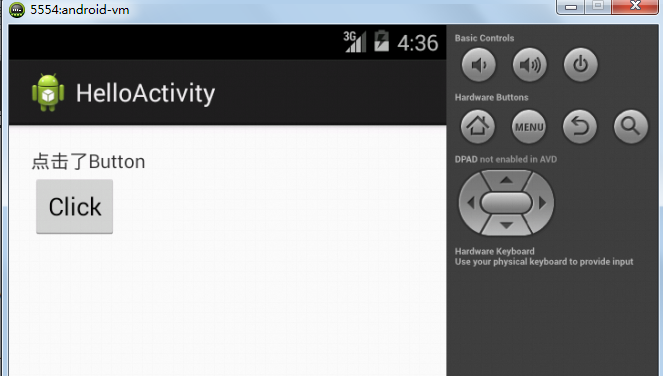 5554:android-vm
3G 4:36
HelloActivity
点击了Button
Click
Basic Controls
Hardware Buttons
MENU
DPAD not enabled in AVD
Hardware Keyboard
Use your physical keyboard to provide input